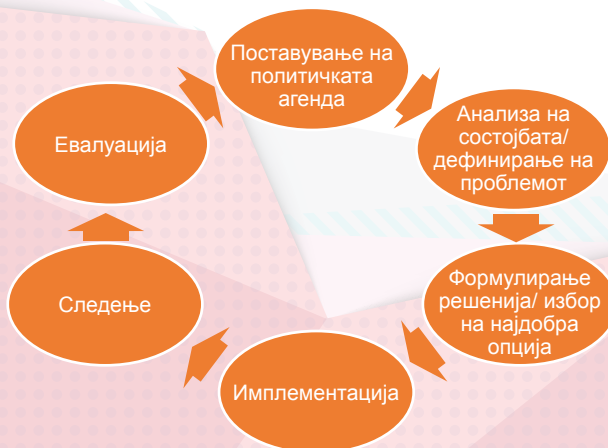 Поставување на
политичката
агенда
Анализа на
состојбата/
дефинирање на
проблемот
Формулирање
решенија/ избор
на најдобра
опција
Имплементација
Следење
Евалуација